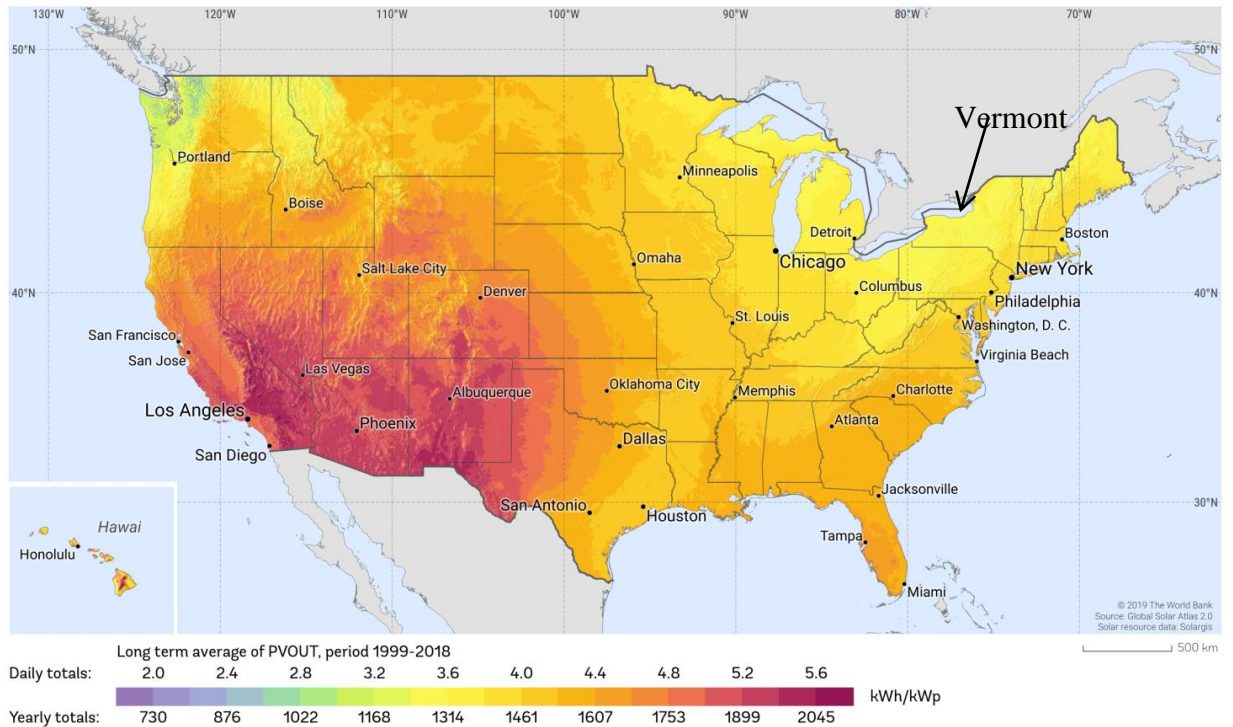 130°W 120°W 110°W 100°W 90°W 80°W 70°W
50°N 50°N
Vermont
Portland
Minneapolis
Boise
Detroit
Boston
Chicago
Salt Lake City
Omaha
New York
Denver
Columbus
40°N 40°N
Philadelphia
St. Louis
Washington, D. C.
San Francisco
San Jose
Virginia Beach
Las Vegas
Oklahoma City
Memphis
Charlotte
Albuquerque
Los Angeles
Phoenix
Atlanta
Dallas
San Diego
Jacksonville
30°N 30°N
San Antonio
Houston
Hawai
Tampa
Honolulu
Miami
© 2019 The World Bank
Source: Global Solar Atlas 2.0
Solar resource data: Solargis
Long term average of PVOUT, period 1999-2018
500 km
Daily totals: 2.0 2.4 2.8 3.2 3.6 4.0 4.4 4.8 5.2 5.6
kWh/kWp
Yearly totals: 730 876 1022 1168 1314 1461 1607 1753 1899 2045